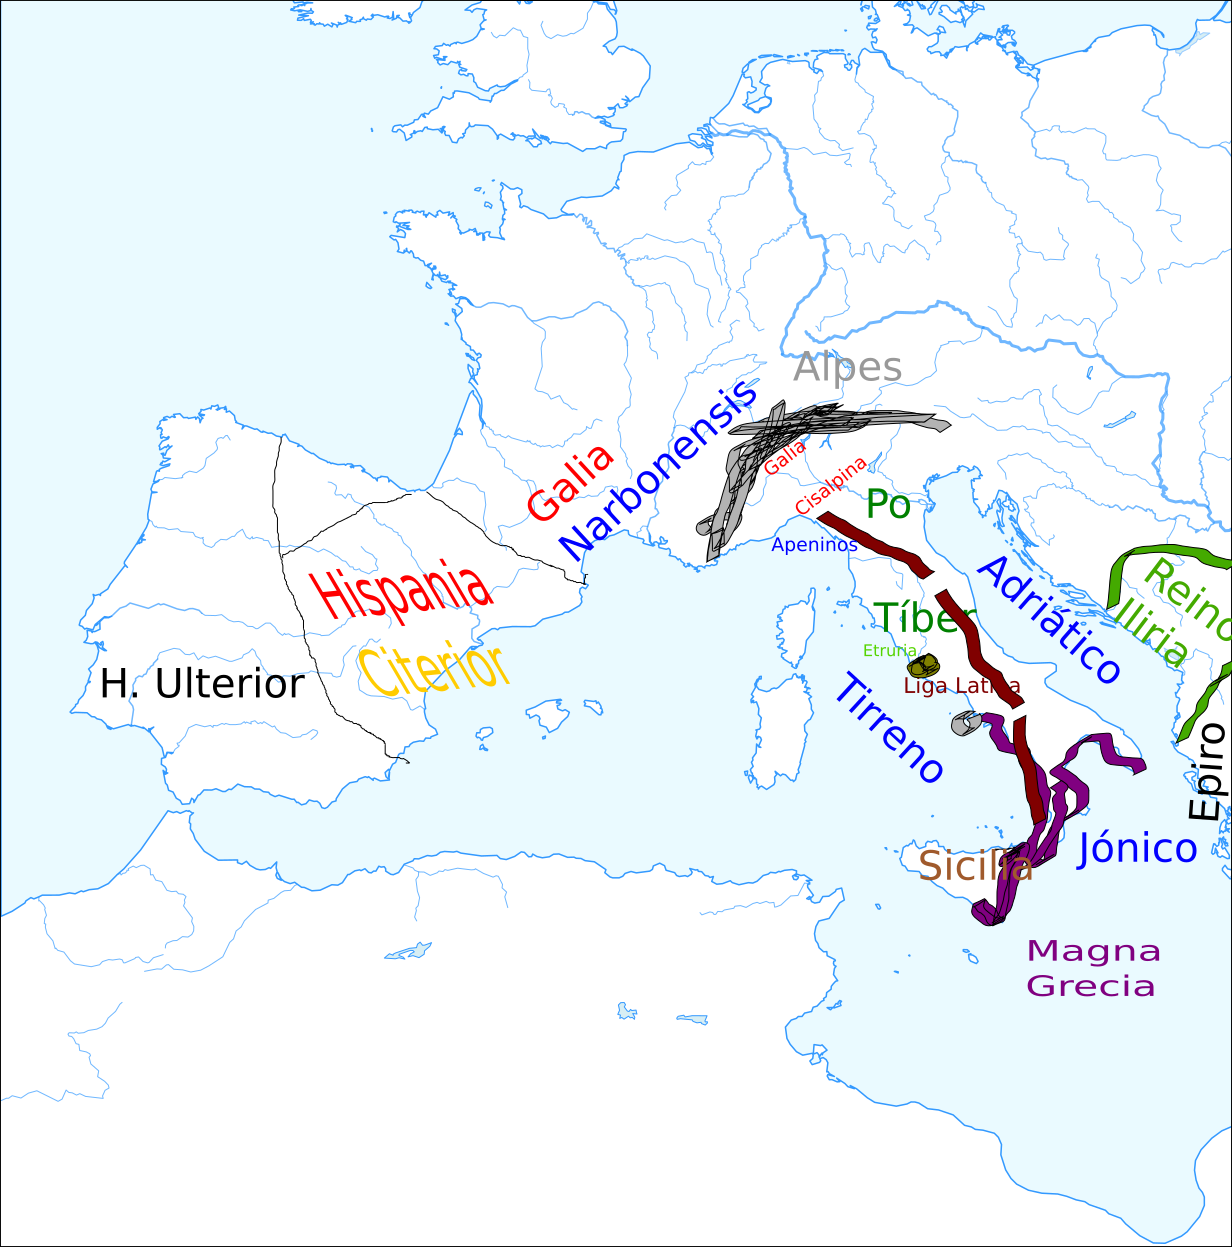 Alpes
Galia
Narbonensis
Galla
Cisalpina
Po
Apeninos
Hispania
Citerior
H. Ulterior
Tíber
Etruria
Liga Latina
Adriático
Reino
Iliria
Tirreno
Epiro
Jónico
Sicilia
Magna
Grecia